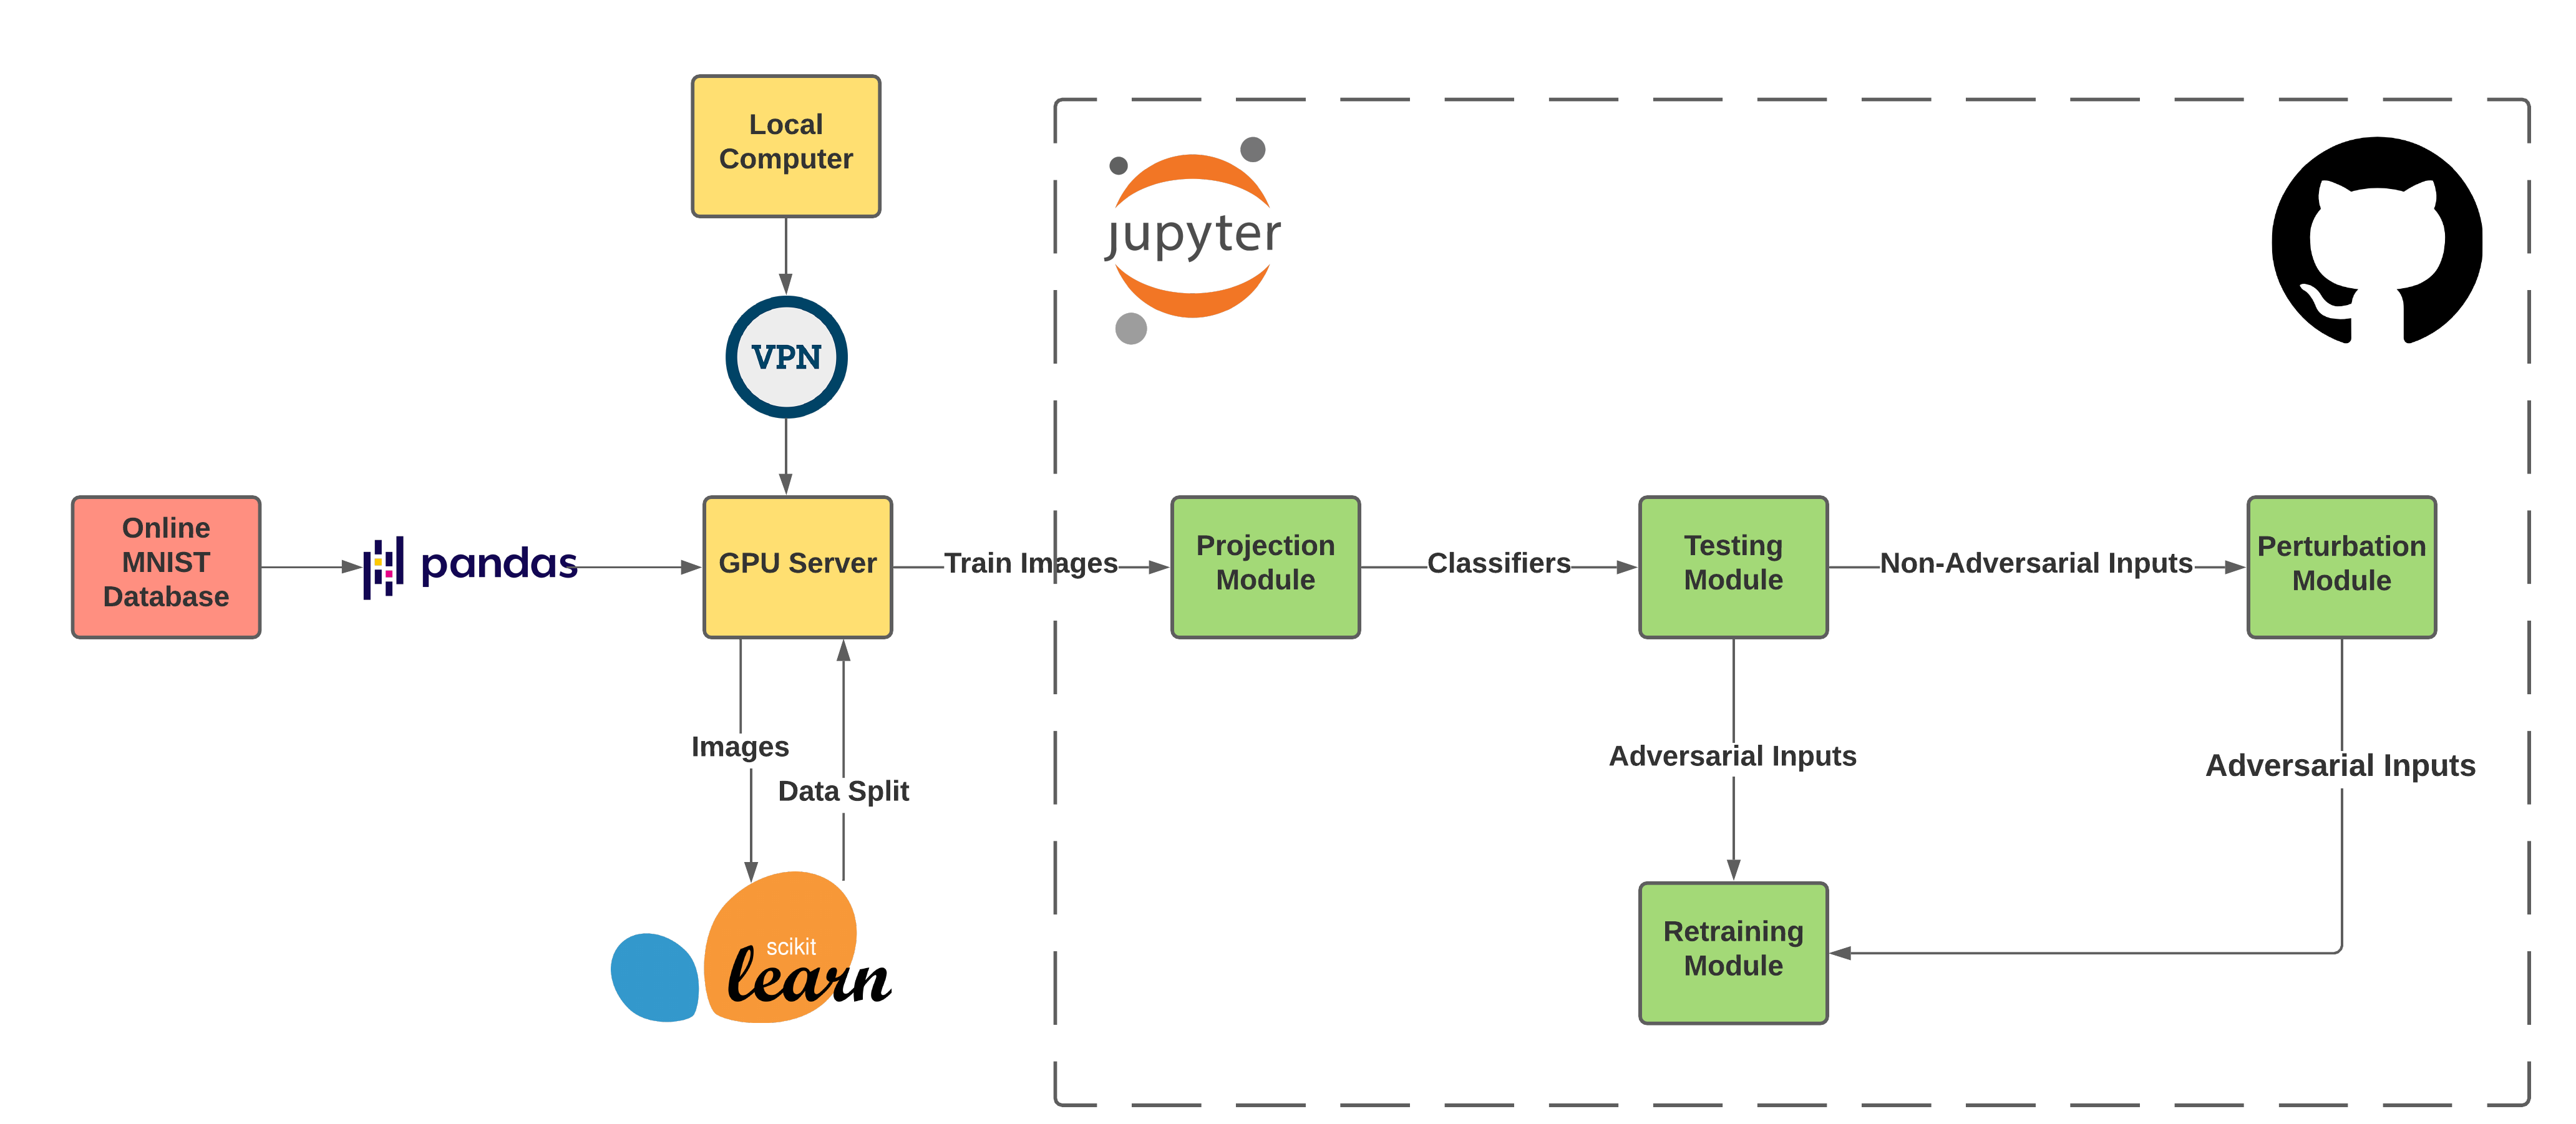 Local
Computer
jupyter
VPN
Online
MNIST
Database
pandas
GPU Server
Train Images
Projection
Module
Classifiers
Testing
Module
Non-Adversarial Inputs
Perturbation
Module
Images
Data Split
Adversarial Inputs
Adversarial Inputs
scikit
learn
Retraining
Module